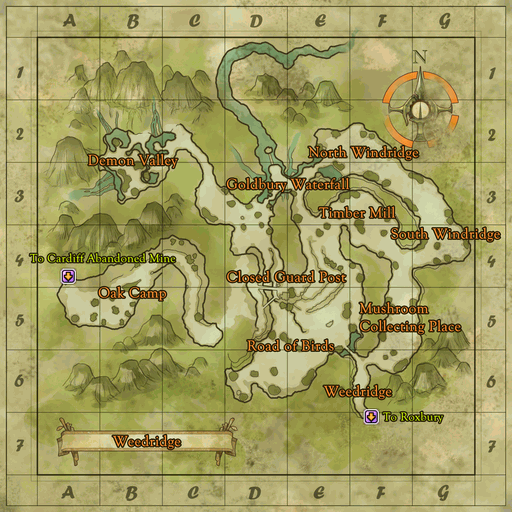 A B C D E F G
N
1 1
2 2
Demon Valley
North Windridge
3 3
Goldbury Waterfall
Timber Mill
South Windridge
4 4
To Cardiff Abandoned Mine
Closed Guard Post
Oak Camp
Mushroom
Collecting Place
5 5
Road of Birds
6 6
Weedridge
To Roxbury
Weedridge
7 7
A B C D E F G